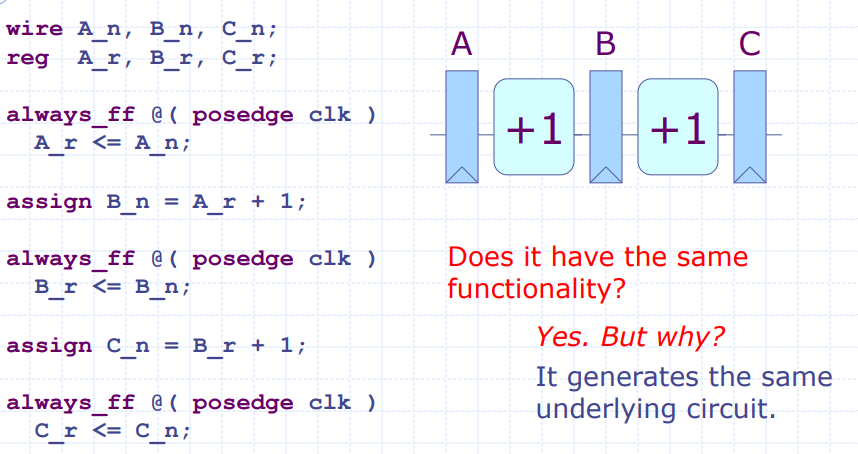 wire A_n, B_n, C_n;
reg  A_r, B_r, C_r;
always_ff @( posedge clk )
  A_r <= A_n;
assign B_n = A_r + 1;
always_ff @( posedge clk )
  B_r <= B_n;
assign C_n = B_r + 1;
always_ff @( posedge clk )
  C_r <= C_n;
A B C
+1 +1
Does it have the same
functionality?
Yes. But why?
It generates the same
underlying circuit.